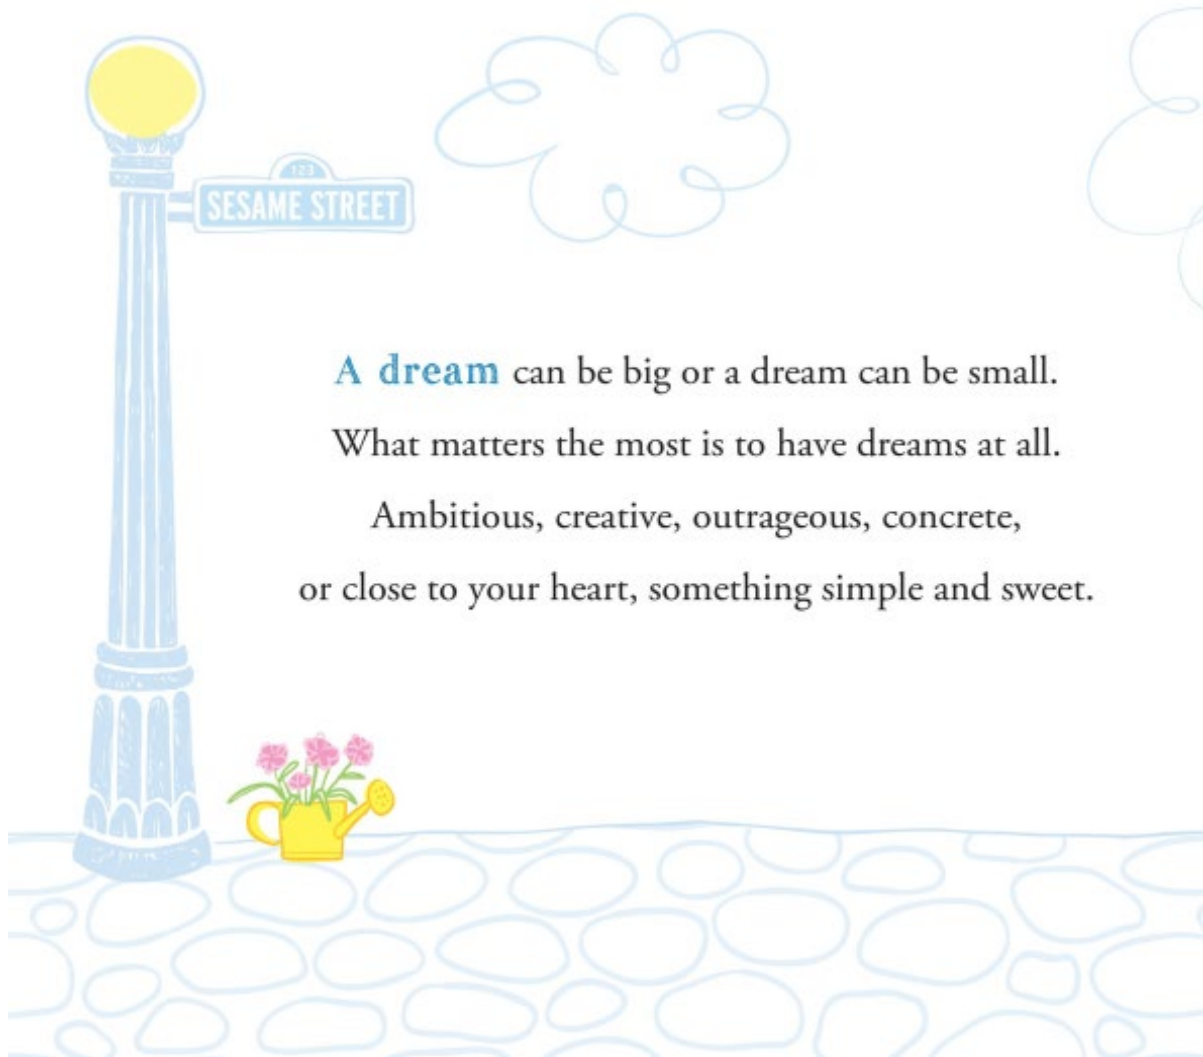 123
SESAME STREET
A dream can be big or a dream can be small.
What matters the most is to have dreams at all.
Ambitious, creative, outrageous, concrete,
or close to your heart, something simple and sweet.